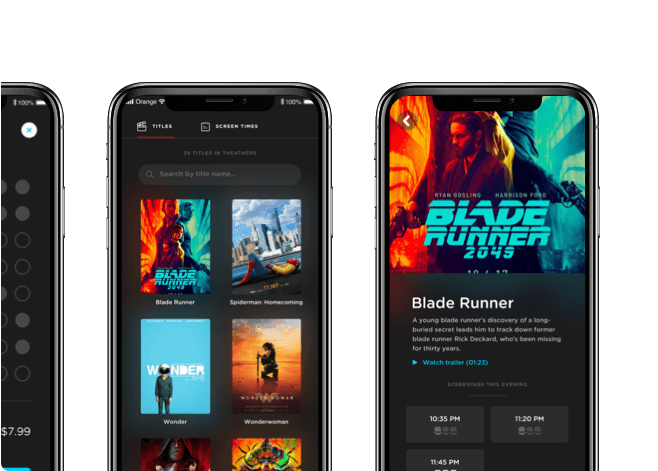 100%
$7.99
Orange
100%
TITLES
SCREEN TIMES
39 TITLES IN THEATHERS
Search by title name...
BLADE
RUNNER
2049
Blade Runner
Spiderman: Homecoming
WONDER
Wonder
WONDER WOMAN
Wonderwoman
RYAN GOSLING HARRISON FORD
BLADE
RUNNER
2049
Blade Runner
A young blade runner's discovery of a long-
buried secret leads him to track down former
blade runner Rick Deckard, who's been missing
for thirty years.
Watch trailer (01:23)
SCREENINGS THIS EVENING
10:35 PM
11:20 PM
11:45 PM